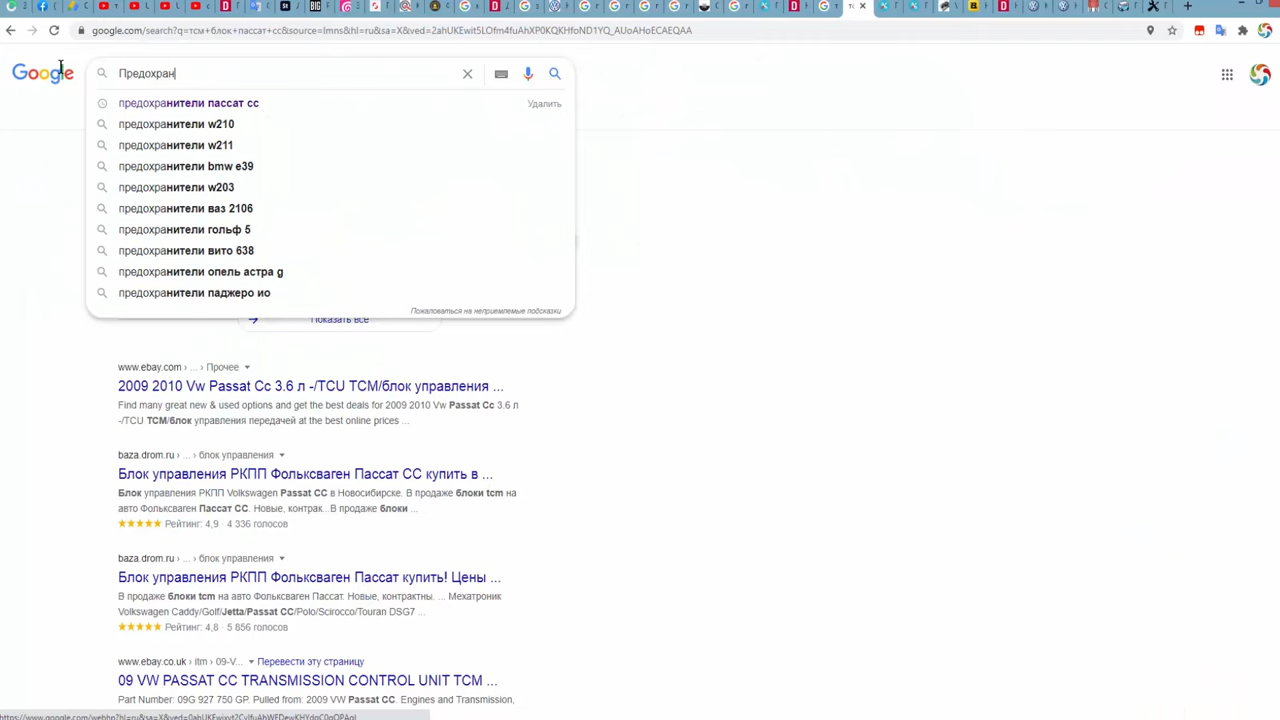 google.com/search?q=тсм+блок+пассат+сс&source=lmns&hl=ru&sa=X&ved=2ahUKEwit5LOfm4fuAhXP0KQKHfoND1YQ_AUoAHoECAEQAA
Google
Предохран
предохранители пассат сс
Удалить
предохранители w210
предохранители w211
предохранители bmw e39
предохранители w203
предохранители ваз 2106
предохранители гольф 5
предохранители вито 638
предохранители опель астра g
предохранители паджеро ио
Пожаловаться на неприемлемые подсказки
Показать все
www.ebay.com › ... › Прочее
2009 2010 Vw Passat Cc 3.6 л -/TCU TCM/блок управления ...
Find many great new & used options and get the best deals for 2009 2010 Vw Passat Cc 3.6 л
-/TCU TCM/блок управления передачей at the best online prices ...
baza.drom.ru › ... › блок управления
Блок управления РКПП Фольксваген Пассат СС купить в ...
Блок управления РКПП Volkswagen Passat CC в Новосибирске. В продаже блоки tcm на
авто Фольксваген Пассат СС. Новые, контрак...В продаже блоки ...
Рейтинг: 4,9 · 4 336 голосов
baza.drom.ru › ... › блок управления
Блок управления РКПП Фольксваген Пассат купить! Цены ...
В продаже блоки tcm на авто Фольксваген Пассат. Новые, контрактны. ... Мехатроник
Volkswagen Caddy/Golf/Jetta/Passat CC/Polo/Scirocco/Touran DSG7 ...
Рейтинг: 4,8 · 5 856 голосов
www.ebay.co.uk › itm › 09-V... Перевести эту страницу
09 VW PASSAT CC TRANSMISSION CONTROL UNIT TCM ...
Part Number: 09G 927 750 GP. Pulled from: 2009 VW Passat CC. Engines and Transmission,